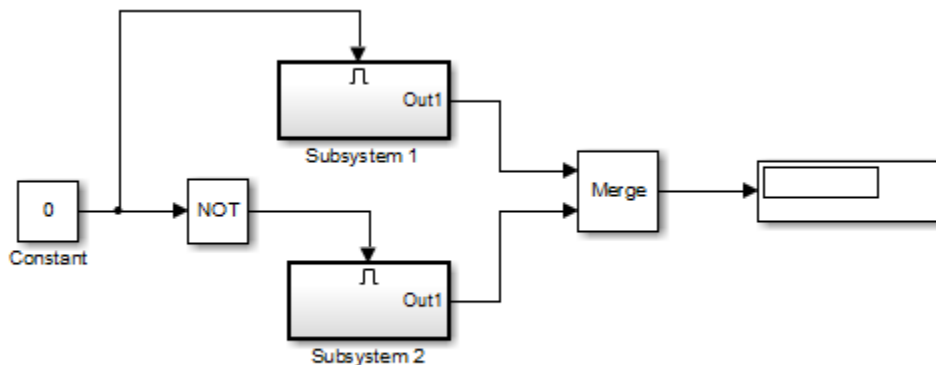 Out1
Subsystem 1
0
Constant
NOT
Merge
Out1
Subsystem 2